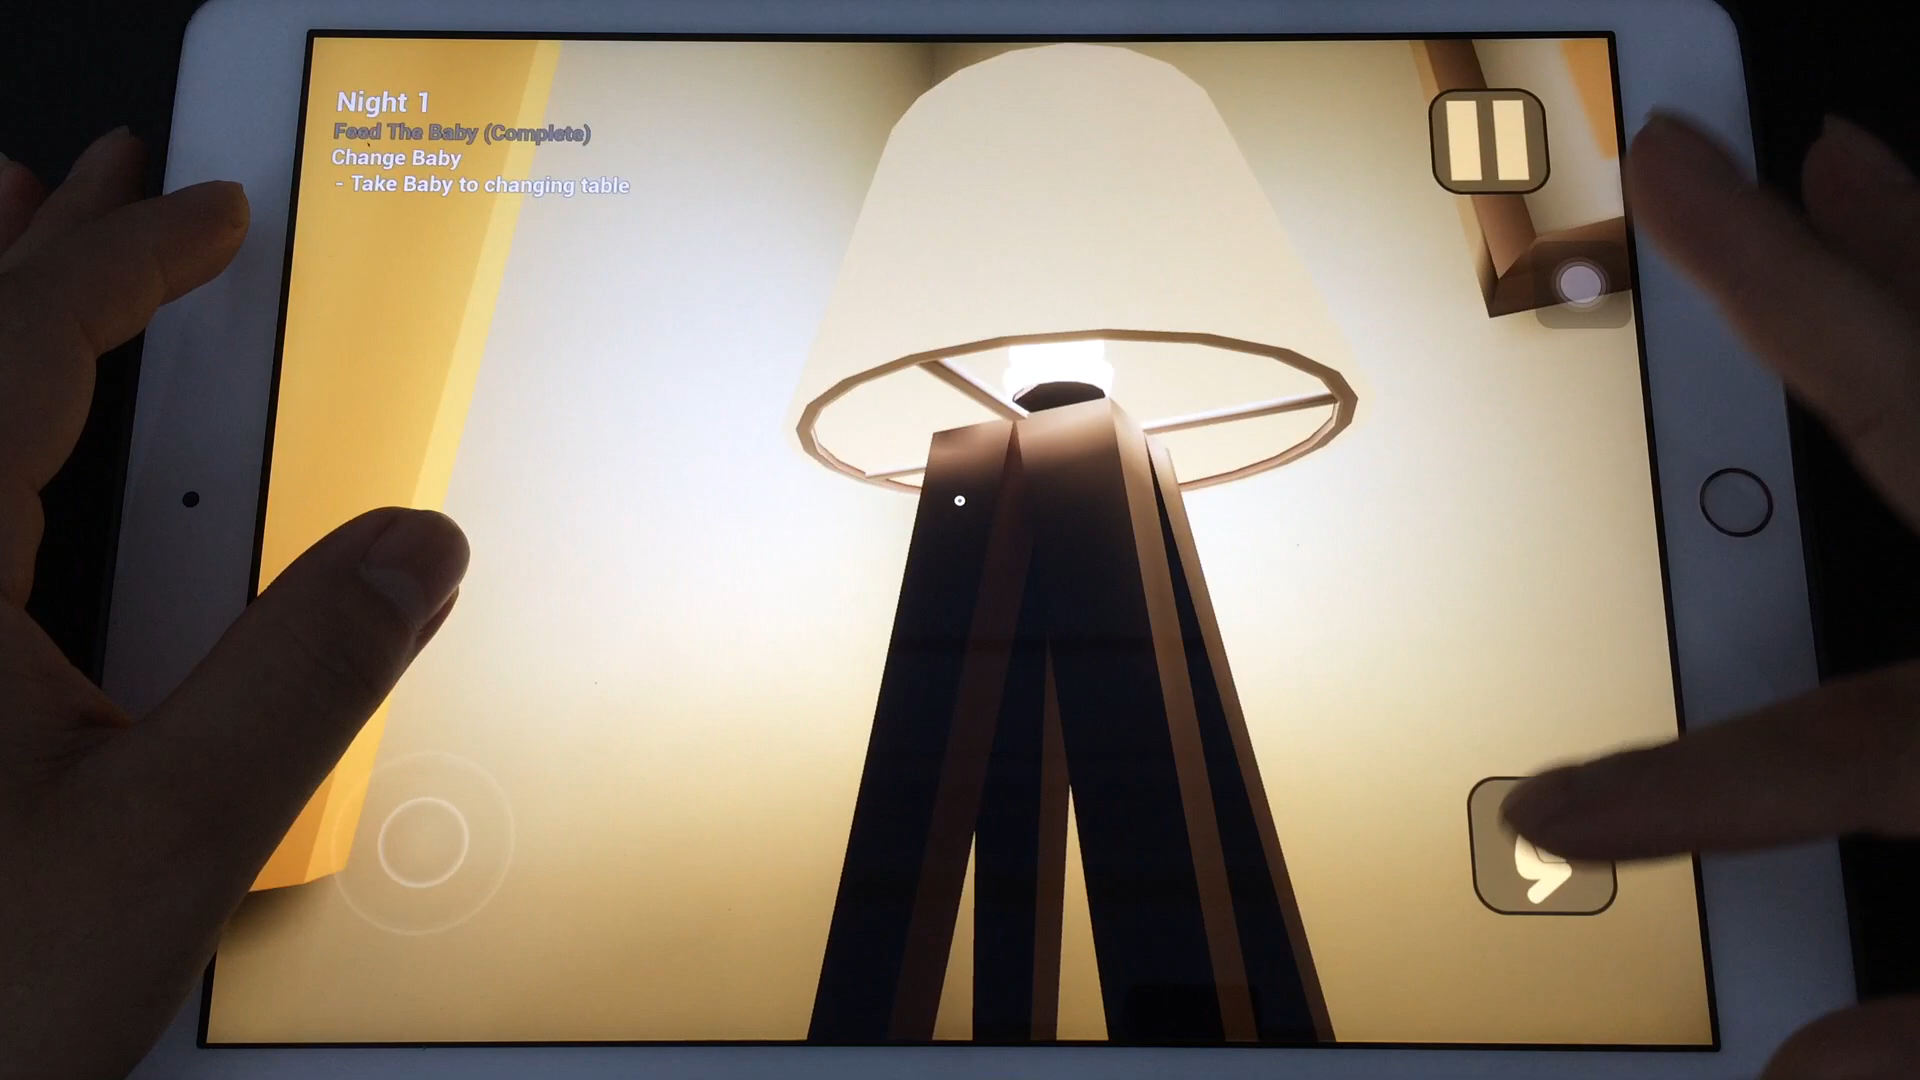 Night 1
Feed The Baby (Complete)
Change Baby
- Take Baby to changing table